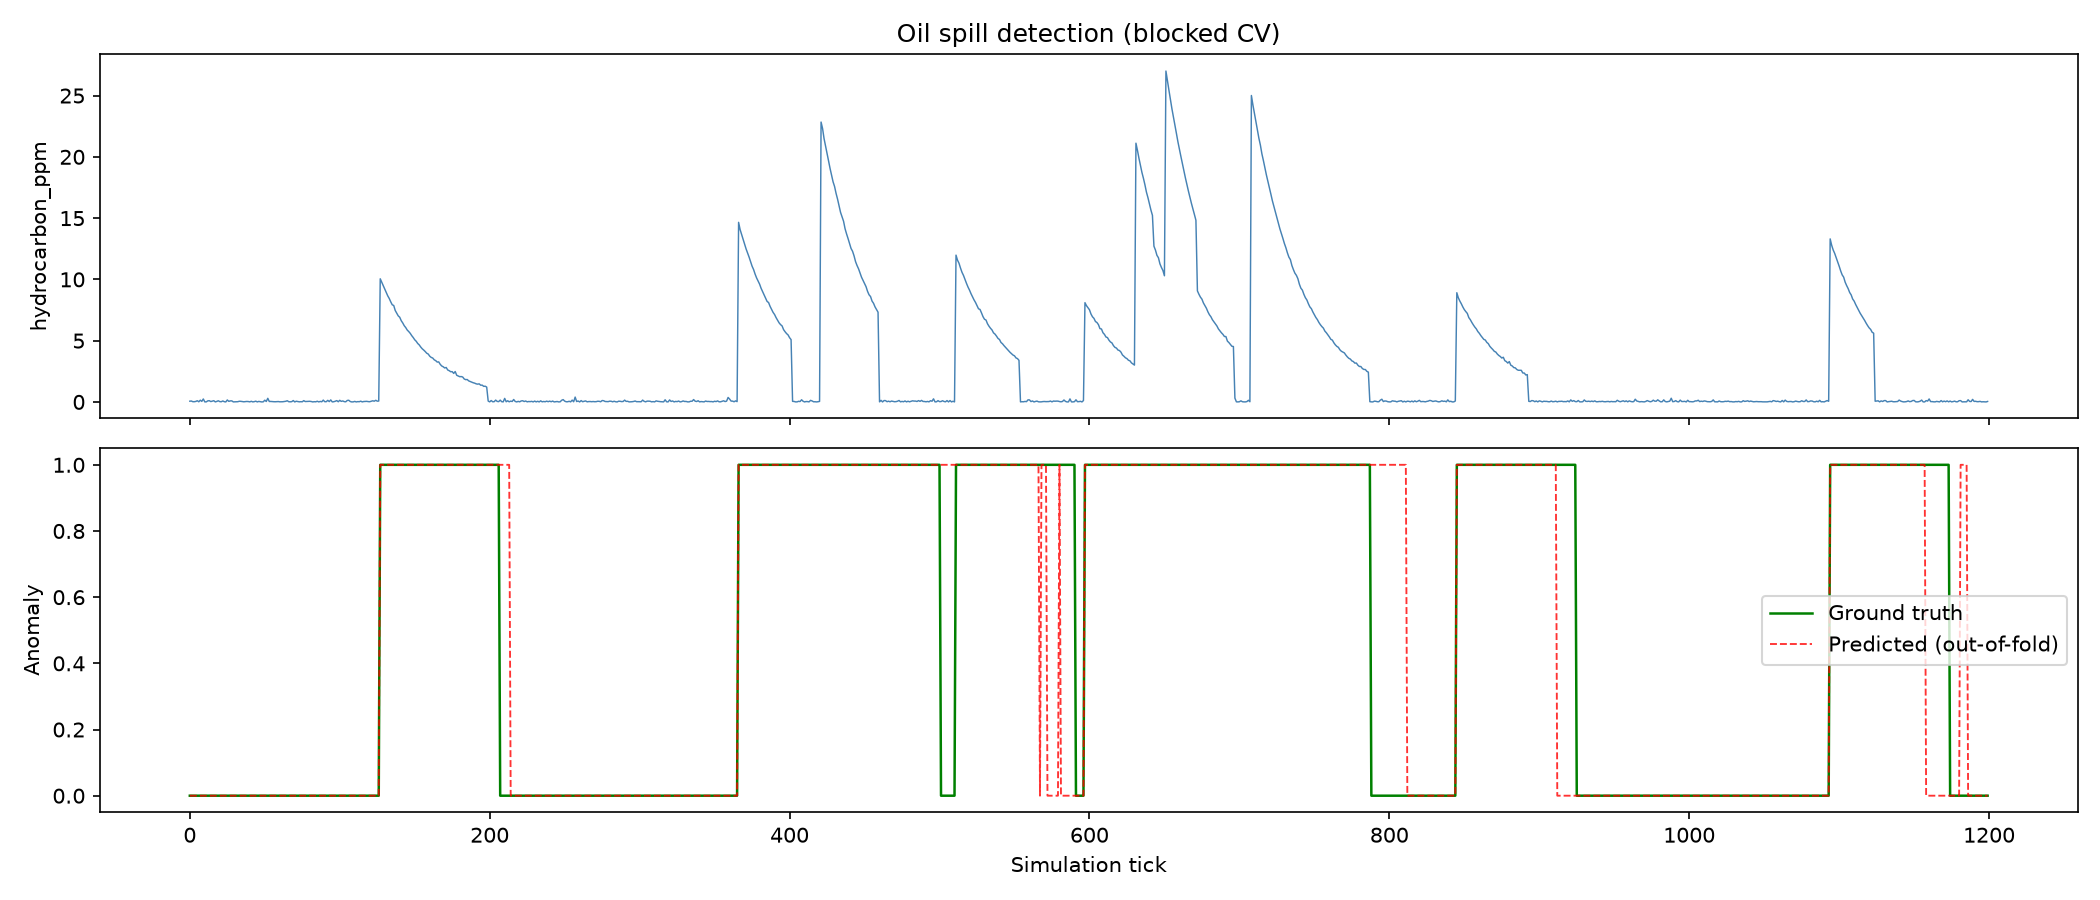 Oil spill detection (blocked CV)
hydrocarbon_ppm
25
20
15
10
5
0
Anomaly
1.0
0.8
0.6
0.4
0.2
0.0
Ground truth
Predicted (out-of-fold)
0 200 400 600 800 1000 1200
Simulation tick